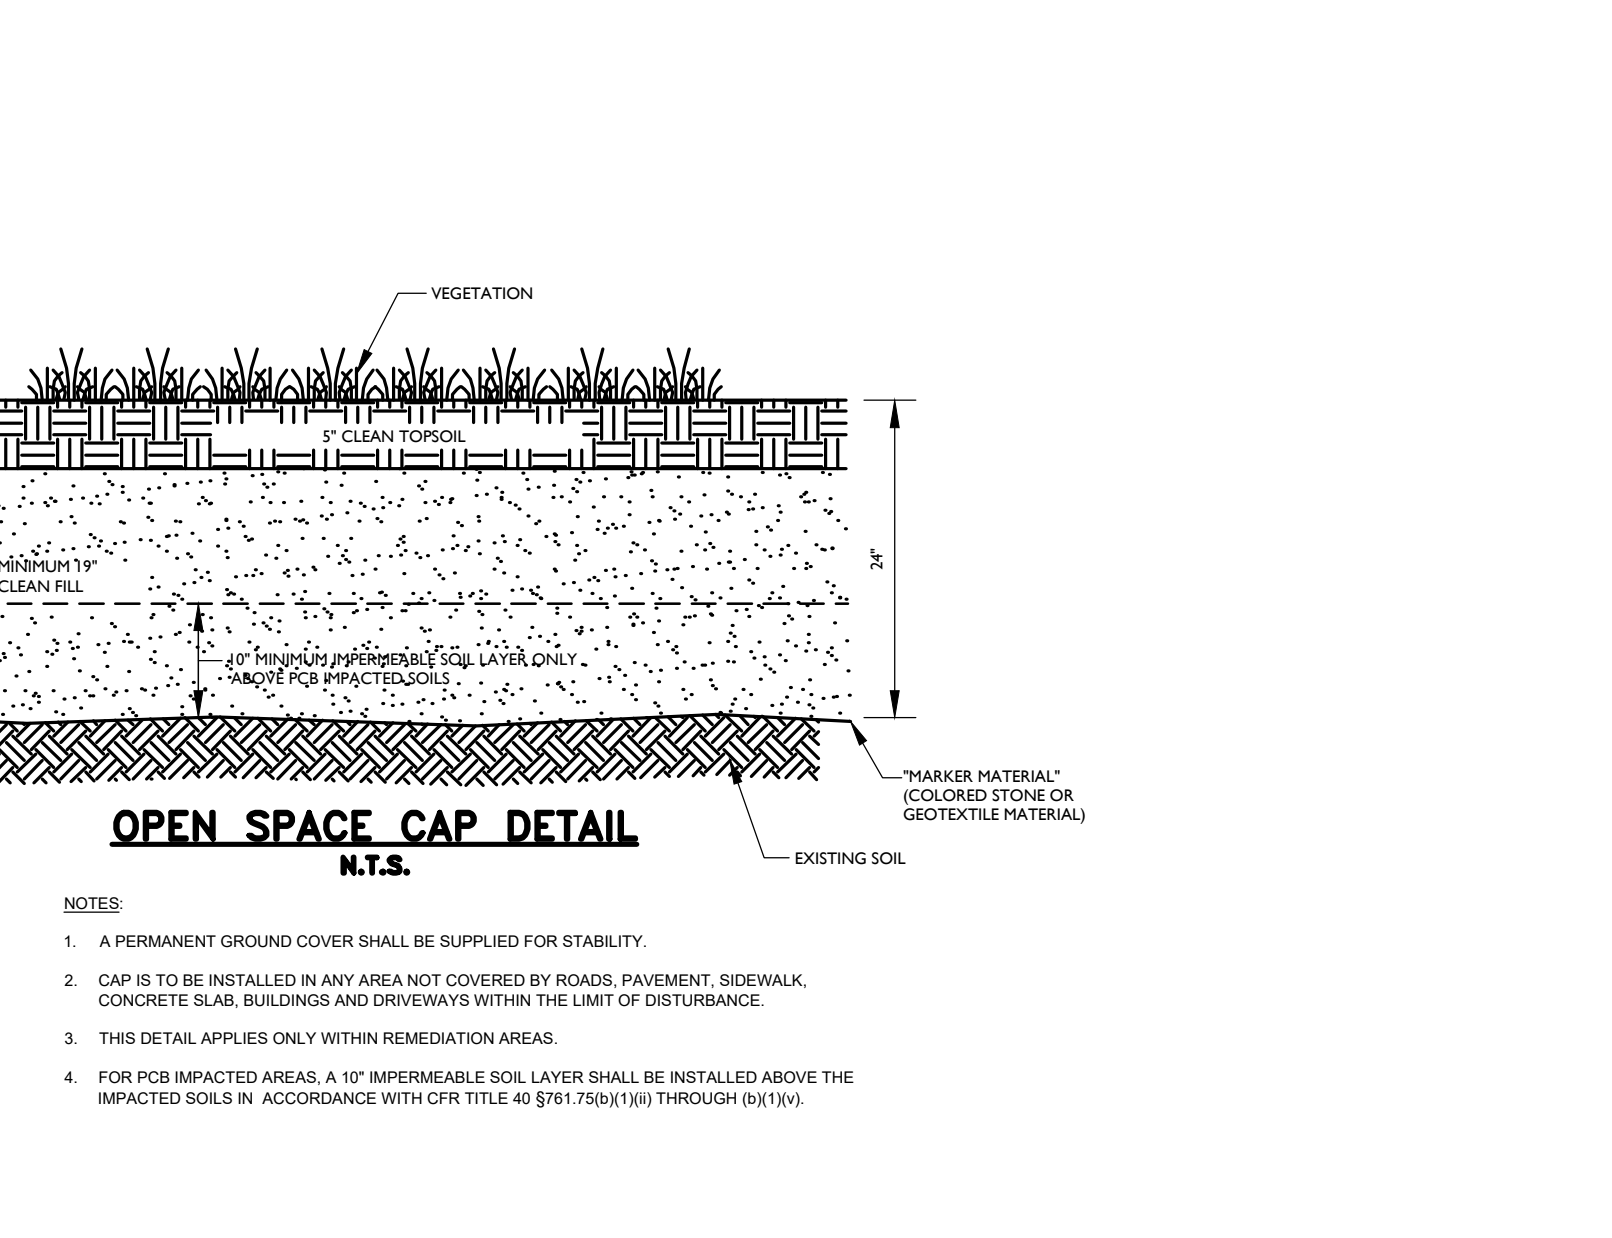 VEGETATION
5" CLEAN TOPSOIL
24"
MINIMUM 19"
CLEAN FILL
10" MINIMUM IMPERMEABLE SOIL LAYER ONLY
ABOVE PCB IMPACTED SOILS
"MARKER MATERIAL"
(COLORED STONE OR
GEOTEXTILE MATERIAL)
EXISTING SOIL
OPEN SPACE CAP DETAIL
N.T.S.
NOTES:
1. A PERMANENT GROUND COVER SHALL BE SUPPLIED FOR STABILITY.
2. CAP IS TO BE INSTALLED IN ANY AREA NOT COVERED BY ROADS, PAVEMENT, SIDEWALK,
CONCRETE SLAB, BUILDINGS AND DRIVEWAYS WITHIN THE LIMIT OF DISTURBANCE.
3. THIS DETAIL APPLIES ONLY WITHIN REMEDIATION AREAS.
4. FOR PCB IMPACTED AREAS, A 10" IMPERMEABLE SOIL LAYER SHALL BE INSTALLED ABOVE THE
IMPACTED SOILS IN ACCORDANCE WITH CFR TITLE 40 §761.75(b)(1)(ii) THROUGH (b)(1)(v).